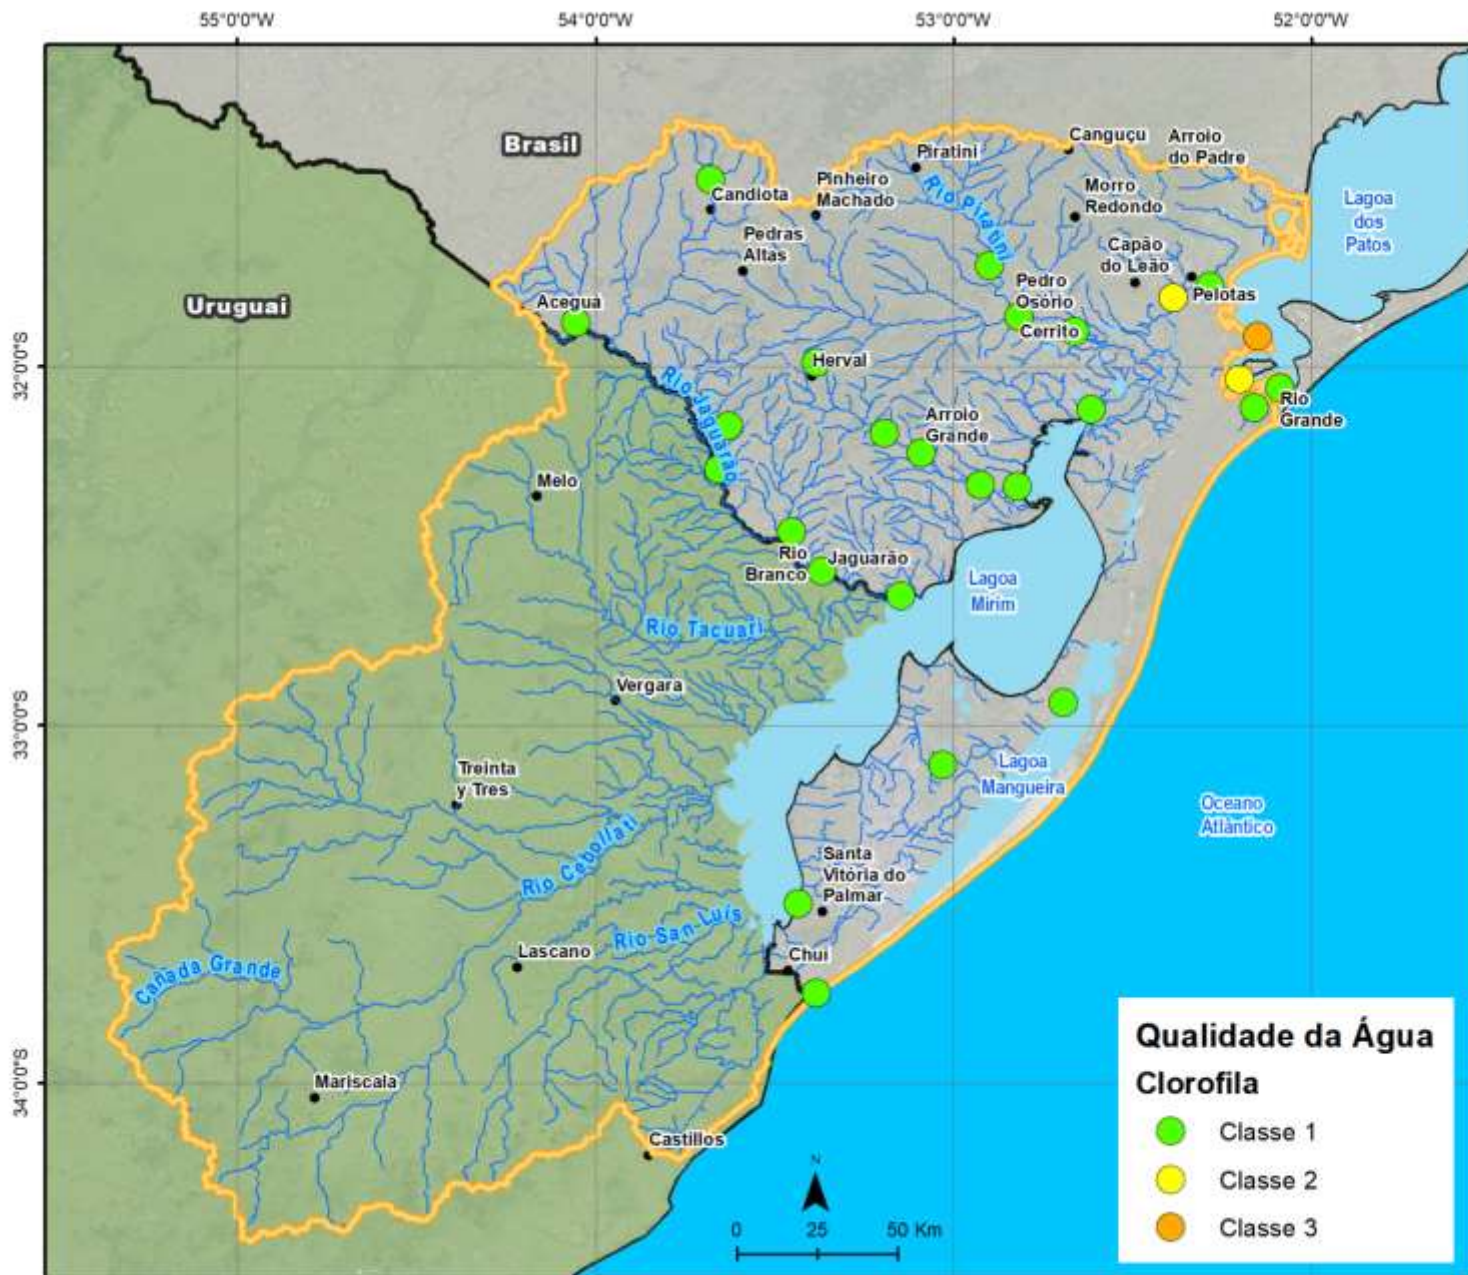 55°0'0"W
54°0'0"W
53°0'0"W
52°0'0"W
Brasil
Canguçu
Arroio
do Padre
Piratini
Pinheiro
Machado
Candiota
Rio Piratini
Morro
Redondo
Lagoa
dos
Patos
Pedras
Altas
Capão
do Leão
Uruguai
Aceguá
Pedro
Osório
Cerrito
Pelotas
32°0'0"S
Herval
Rio Jaguarão
Arroio
Grande
Rio
Grande
Melo
Rio
Branco
Jaguarão
Lagoa
Mirim
Rio Tacuari
Vergara
33°0'0"S
Treinta
y Tres
Lagoa
Mangueira
Oceano
Atlântico
Rio Cebollati
Santa
Vitória do
Palmar
Rio San Luís
Lascano
Chuí
Cañada Grande
34°0'0"S
Mariscala
Castillos
N
0 25 50 Km
Qualidade da Água
Clorofila
Classe 1
Classe 2
Classe 3